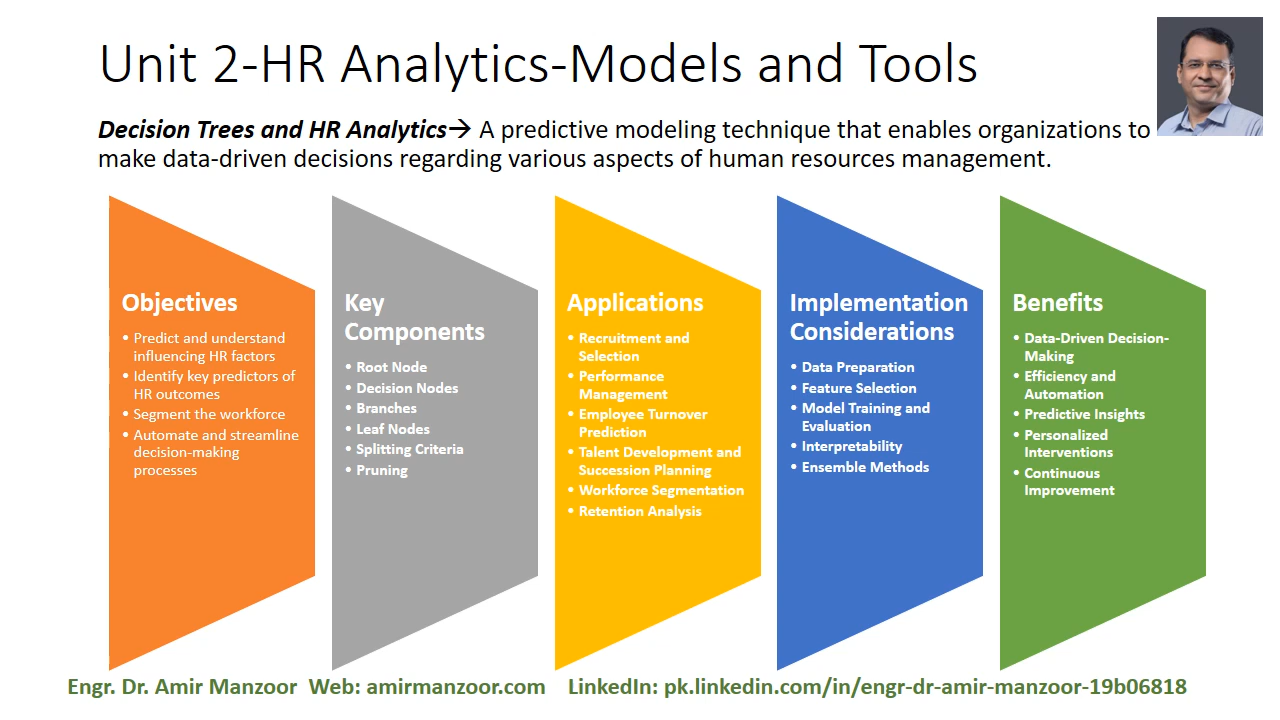 Unit 2-HR Analytics-Models and Tools
Decision Trees and HR Analytics→ A predictive modeling technique that enables organizations to
make data-driven decisions regarding various aspects of human resources management.
Objectives
• Predict and understand
influencing HR factors
• Identify key predictors of
HR outcomes
• Segment the workforce
• Automate and streamline
decision-making
processes
Key
Components
• Root Node
• Decision Nodes
• Branches
• Leaf Nodes
• Splitting Criteria
• Pruning
Applications
• Recruitment and
Selection
• Performance
Management
• Employee Turnover
Prediction
• Talent Development and
Succession Planning
• Workforce Segmentation
• Retention Analysis
Implementation
Considerations
• Data Preparation
• Feature Selection
• Model Training and
Evaluation
• Interpretability
• Ensemble Methods
Benefits
• Data-Driven Decision-
Making
• Efficiency and
Automation
• Predictive Insights
• Personalized
Interventions
• Continuous
Improvement
Engr. Dr. Amir Manzoor Web: amirmanzoor.com LinkedIn: pk.linkedin.com/in/engr-dr-amir-manzoor-19b06818